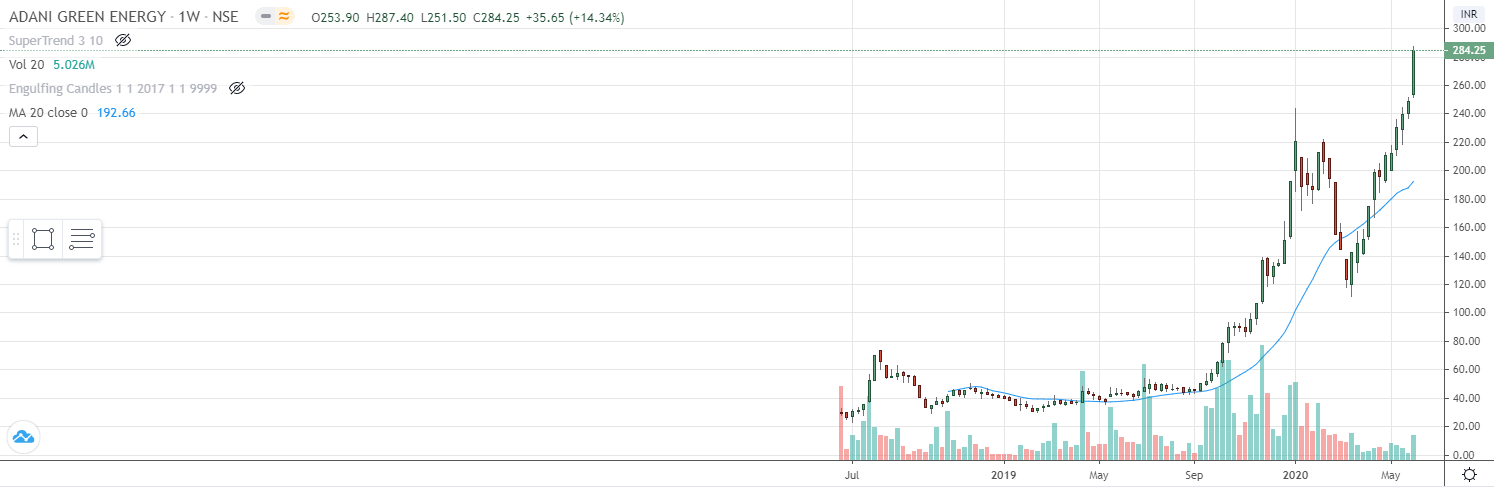 ADANI GREEN ENERGY · 1W · NSE O253.90 H287.40 L251.50 C284.25 +35.65 (+14.34%)
INR
SuperTrend 3 10
Vol 20 5.026M
Engulfing Candles 1 1 2017 1 1 9999
MA 20 close 0 192.66
300.00
284.25
280.00
260.00
240.00
220.00
200.00
180.00
160.00
140.00
120.00
100.00
80.00
60.00
40.00
20.00
0.00
Jul 2019 May Sep 2020 May